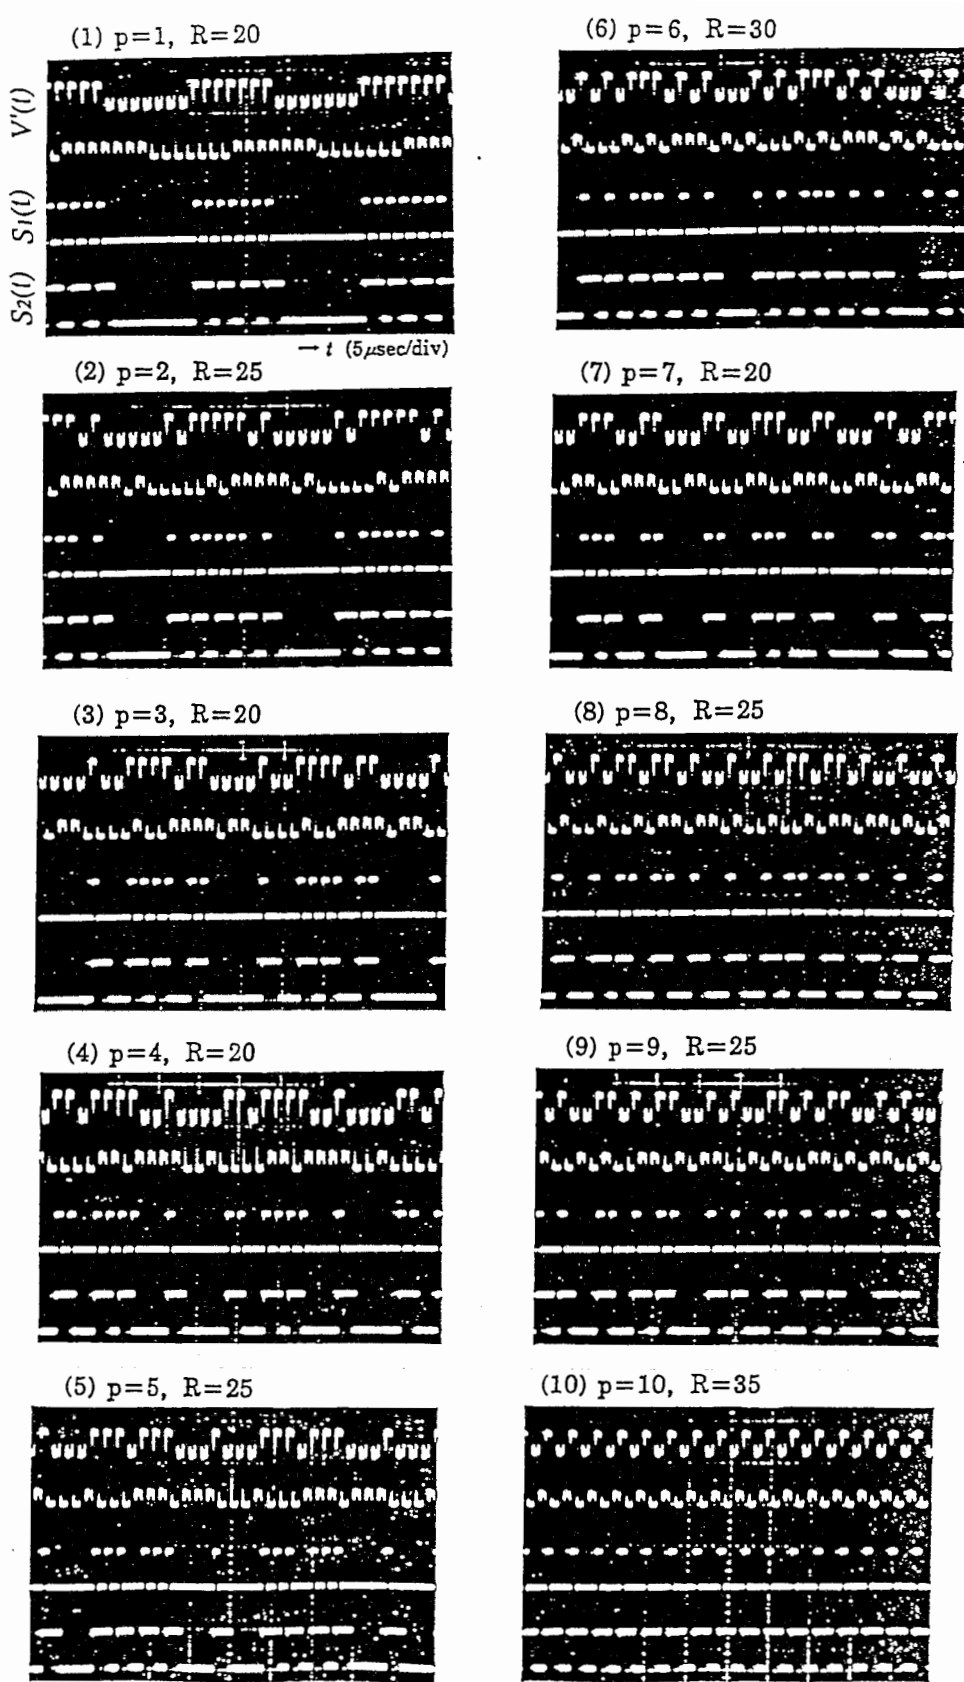 (1) p=1, R=20
V'(t)
S1(t)
S2(t)
→ t (5μsec/div)
(2) p=2, R=25
(3) p=3, R=20
(4) p=4, R=20
(5) p=5, R=25
(6) p=6, R=30
(7) p=7, R=20
(8) p=8, R=25
(9) p=9, R=25
(10) p=10, R=35